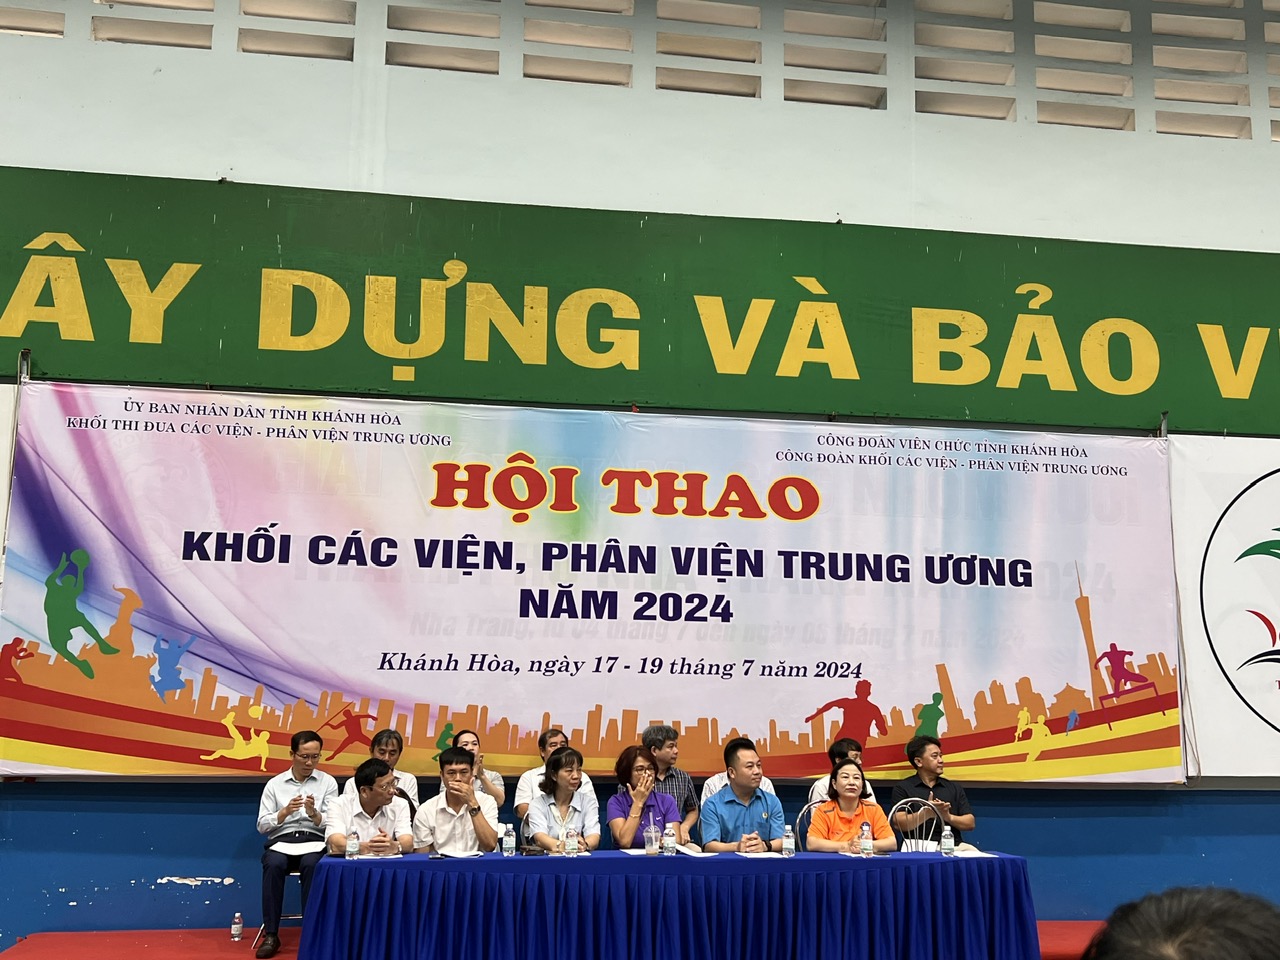 ÂY DỰNG VÀ BẢO V
ỦY BAN NHÂN DÂN TỈNH KHÁNH HÒA
KHỐI THI ĐUA CÁC VIỆN - PHÂN VIỆN TRUNG ƯƠNG
CÔNG ĐOÀN VIÊN CHỨC TỈNH KHÁNH HÒA
CÔNG ĐOÀN KHỐI CÁC VIỆN - PHÂN VIỆN TRUNG ƯƠNG
HỘI THAO
KHỐI CÁC VIỆN, PHÂN VIỆN TRUNG ƯƠNG
NĂM 2024
Khánh Hòa, ngày 17 - 19 tháng 7 năm 2024